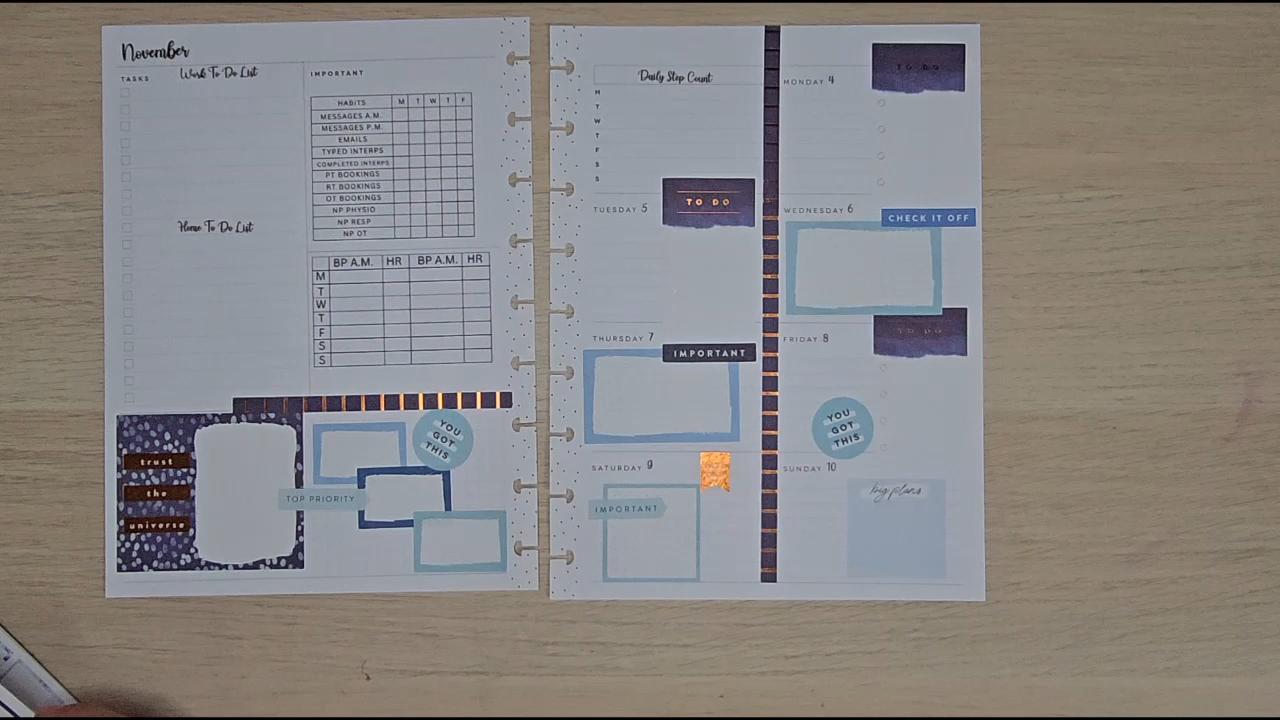 November
TASKS
Work To Do List
IMPORTANT
HABITS M T W T F
MESSAGES A.M.
MESSAGES P.M.
EMAILS
TYPED INTERPS
COMPLETED INTERPS
PT BOOKINGS
RT BOOKINGS
OT BOOKINGS
NP PHYSIO
NP RESP
NP OT
Home To Do List
BP A.M. HR BP A.M. HR
M
T
W
T
F
S
S
trust
the
universe
YOU
GOT
THIS
TOP PRIORITY
Daily Step Count
M
T
W
T
F
S
S
MONDAY 4
TO DO
TUESDAY 5
TO DO
WEDNESDAY 6
CHECK IT OFF
THURSDAY 7
IMPORTANT
FRIDAY 8
TO DO
YOU
GOT
THIS
SATURDAY 9
IMPORTANT
SUNDAY 10
big plans